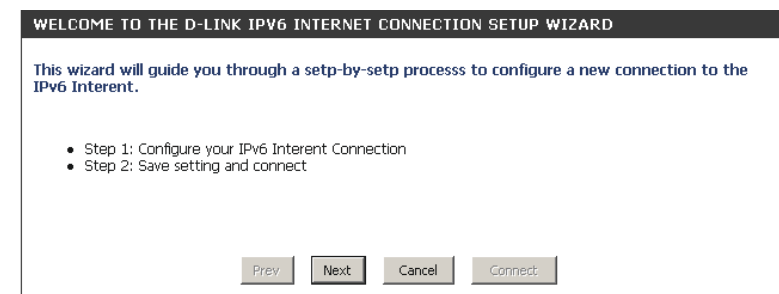 WELCOME TO THE D-LINK IPV6 INTERNET CONNECTION SETUP WIZARD
This wizard will guide you through a setp-by-setp processs to configure a new connection to the
IPv6 Interent.
• Step 1: Configure your IPv6 Interent Connection
• Step 2: Save setting and connect
Prev Next Cancel Connect